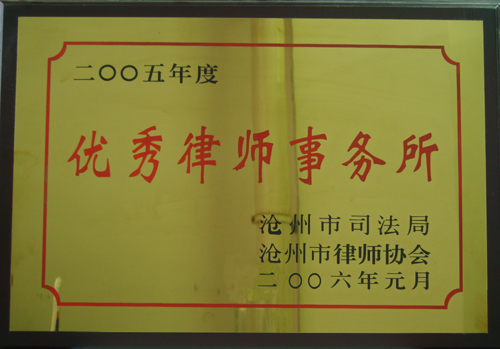 二〇〇五年度
优秀律师事务所
沧州市司法局
沧州市律师协会
二〇〇六年元月